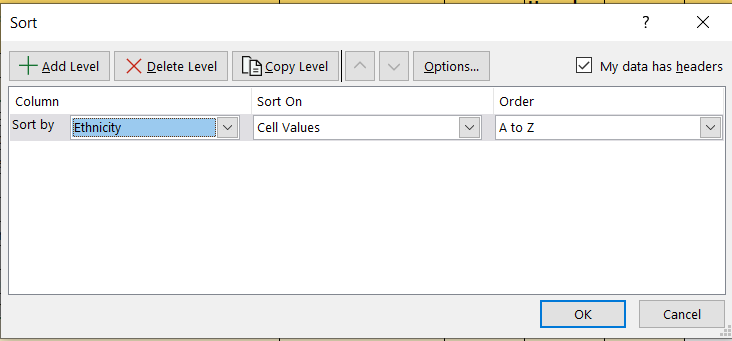 Sort
?
Add Level Delete Level Copy Level Options... My data has headers
Column Sort On Order
Sort by Ethnicity Cell Values A to Z
OK Cancel